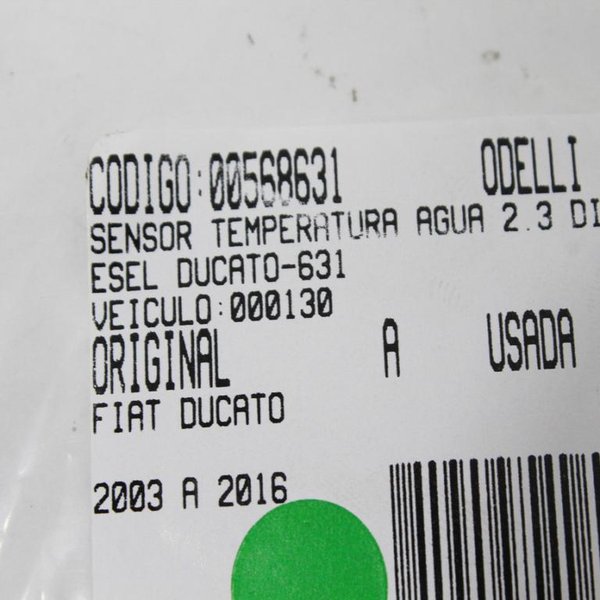 CODIGO:00568631 ODELLI
SENSOR TEMPERATURA AGUA 2.3 DI
ESEL DUCATO-631
VEICULO:000130
ORIGINAL A USADA
FIAT DUCATO
2003 A 2016